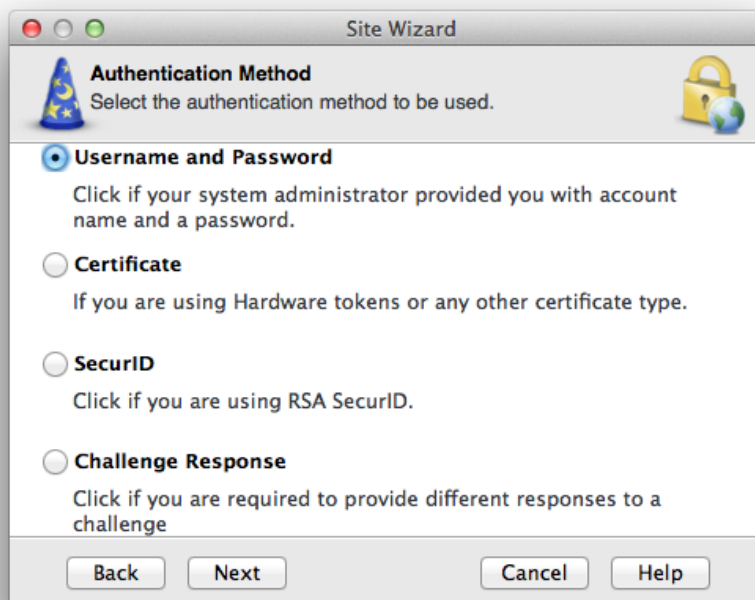 Site Wizard
Authentication Method
Select the authentication method to be used.
Username and Password
Click if your system administrator provided you with account
name and a password.
Certificate
If you are using Hardware tokens or any other certificate type.
SecurID
Click if you are using RSA SecurID.
Challenge Response
Click if you are required to provide different responses to a
challenge
Back Next Cancel Help